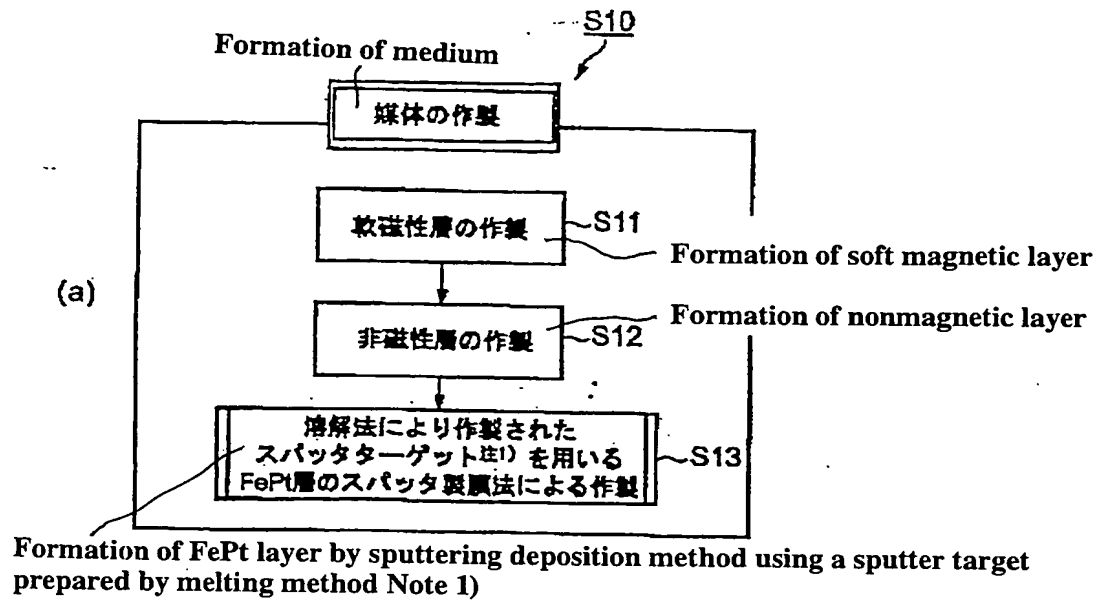 S10
Formation of medium
媒体の作製
軟磁性層の作製
S11
Formation of soft magnetic layer
(a)
Formation of nonmagnetic layer
非磁性層の作製
S12
溶解法により作製された
スパッタターゲット注1) を用いる
FePt層のスパッタ製膜法による作製
S13
Formation of FePt layer by sputtering deposition method using a sputter target
prepared by melting method Note 1)